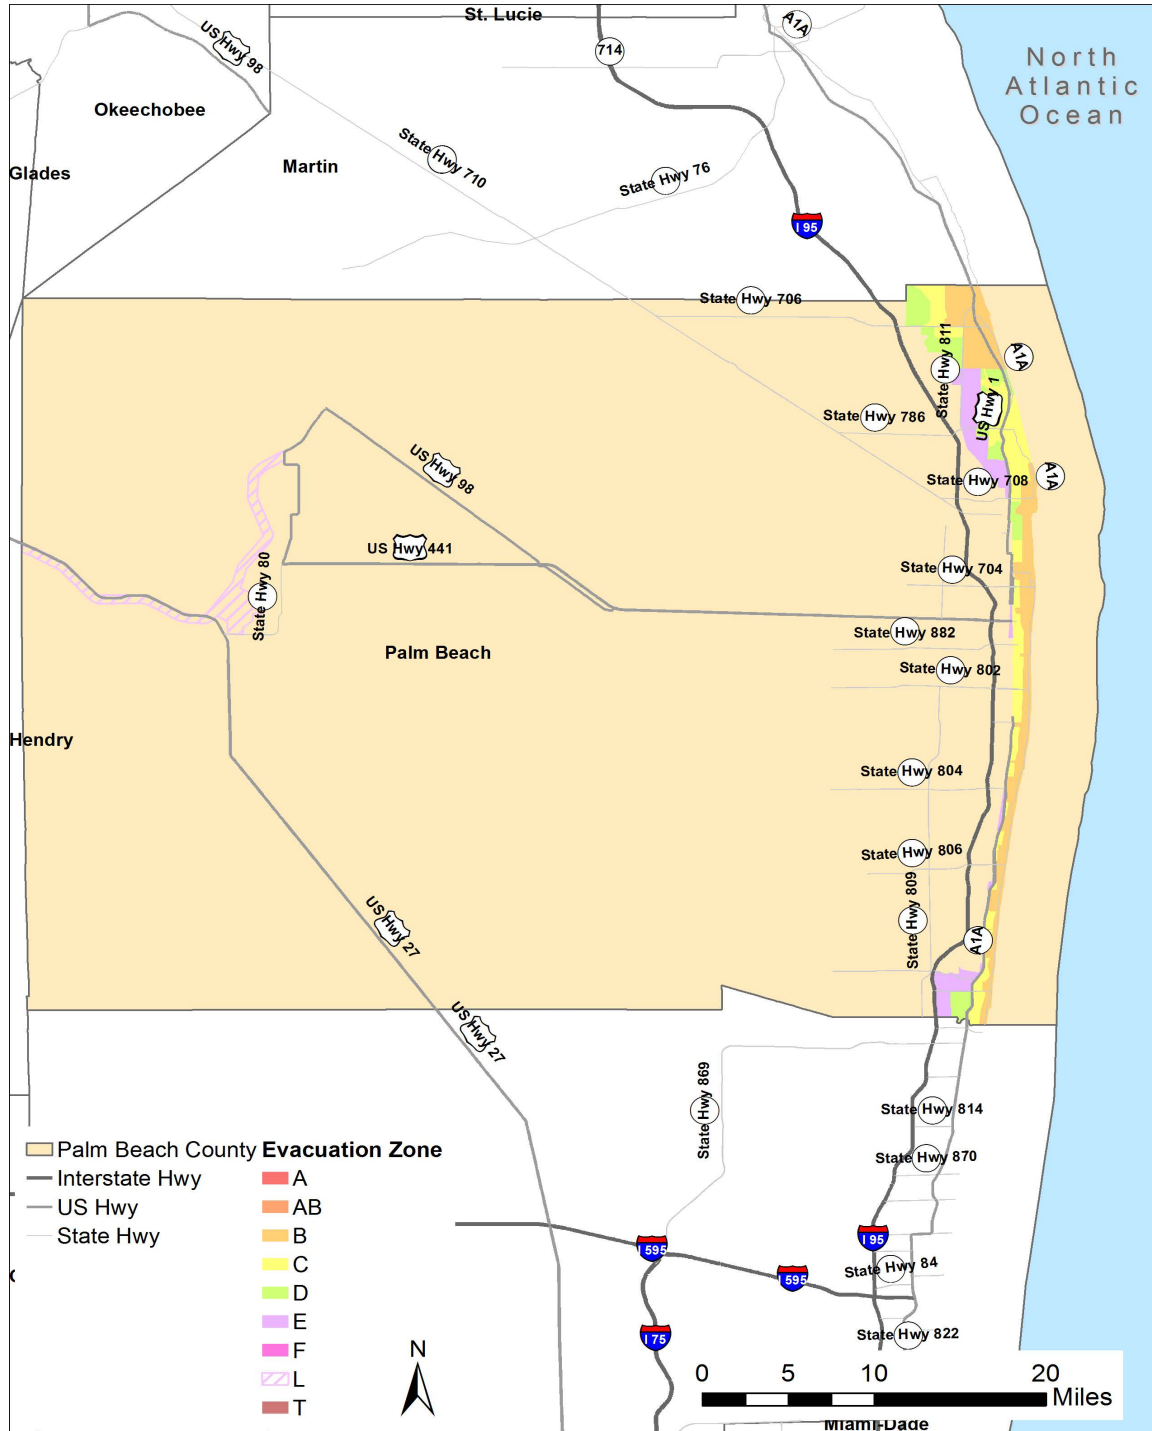 St. Lucie
A1A
US Hwy 98
714
North
Atlantic
Ocean
Okeechobee
Glades
Martin
State Hwy 710
State Hwy 76
I 95
State Hwy 706
State Hwy 811
A1A
US Hwy 1
State Hwy 786
US Hwy 98
State Hwy 708
A1A
US Hwy 441
State Hwy 80
State Hwy 704
State Hwy 882
Palm Beach
State Hwy 802
Hendry
State Hwy 804
State Hwy 806
State Hwy 809
US Hwy 27
A1A
US Hwy 27
State Hwy 869
State Hwy 814
State Hwy 870
Palm Beach County
Interstate Hwy
US Hwy
State Hwy
Evacuation Zone
A
AB
B
C
D
E
F
L
T
I 595
I 95
State Hwy 84
I 595
I 75
State Hwy 822
N
0 5 10 20
Miles
Miami-Dade